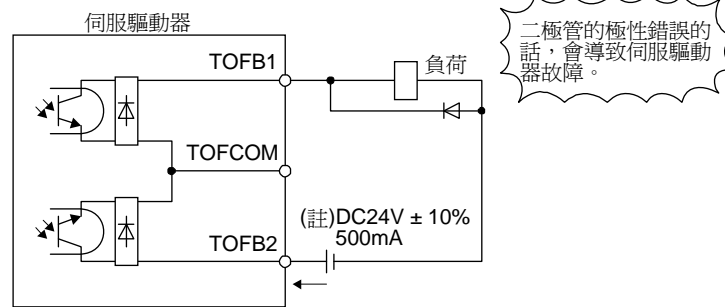 伺服驅動器
二極管的極性錯誤的
話，會導致伺服驅動
器故障。
TOFB1
負荷
TOFCOM
(註)DC24V ± 10%
500mA
TOFB2